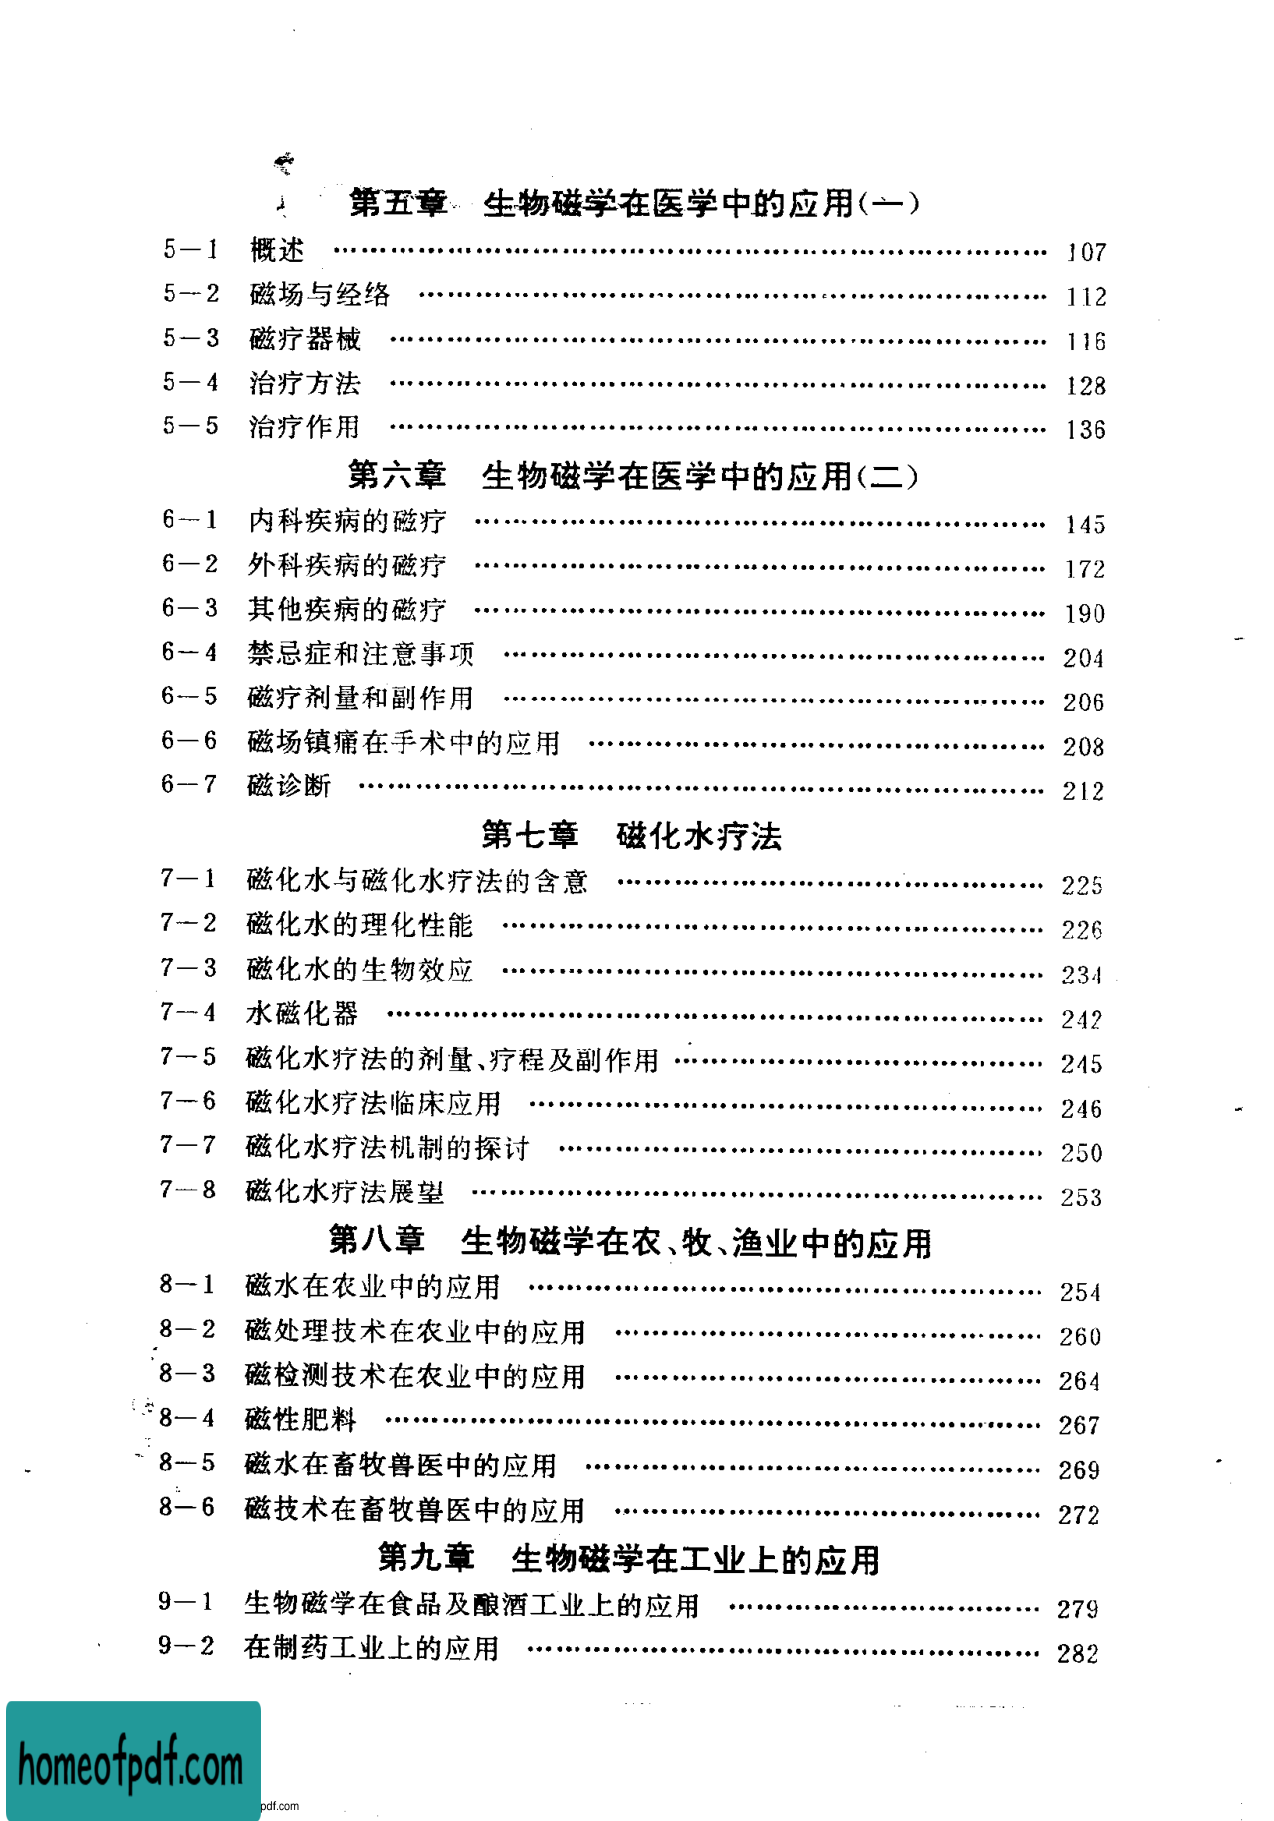 第五章 生物磁学在医学中的应用(一)
5—1 概述 …… 107
5—2 磁场与经络 …… 112
5—3 磁疗器械 …… 116
5—4 治疗方法 …… 128
5—5 治疗作用 …… 136
第六章 生物磁学在医学中的应用(二)
6—1 内科疾病的磁疗 …… 145
6—2 外科疾病的磁疗 …… 172
6—3 其他疾病的磁疗 …… 190
6—4 禁忌症和注意事项 …… 204
6—5 磁疗剂量和副作用 …… 206
6—6 磁场镇痛在手术中的应用 …… 208
6—7 磁诊断 …… 212
第七章 磁化水疗法
7—1 磁化水与磁化水疗法的含意 …… 225
7—2 磁化水的理化性能 …… 226
7—3 磁化水的生物效应 …… 234
7—4 水磁化器 …… 242
7—5 磁化水疗法的剂量、疗程及副作用 …… 245
7—6 磁化水疗法临床应用 …… 246
7—7 磁化水疗法机制的探讨 …… 250
7—8 磁化水疗法展望 …… 253
第八章 生物磁学在农、牧、渔业中的应用
8—1 磁水在农业中的应用 …… 254
8—2 磁处理技术在农业中的应用 …… 260
8—3 磁检测技术在农业中的应用 …… 264
8—4 磁性肥料 …… 267
8—5 磁水在畜牧兽医中的应用 …… 269
8—6 磁技术在畜牧兽医中的应用 …… 272
第九章 生物磁学在工业上的应用
9—1 生物磁学在食品及酿酒工业上的应用 …… 279
9—2 在制药工业上的应用 …… 282
homeofpdf.com
pdf.com